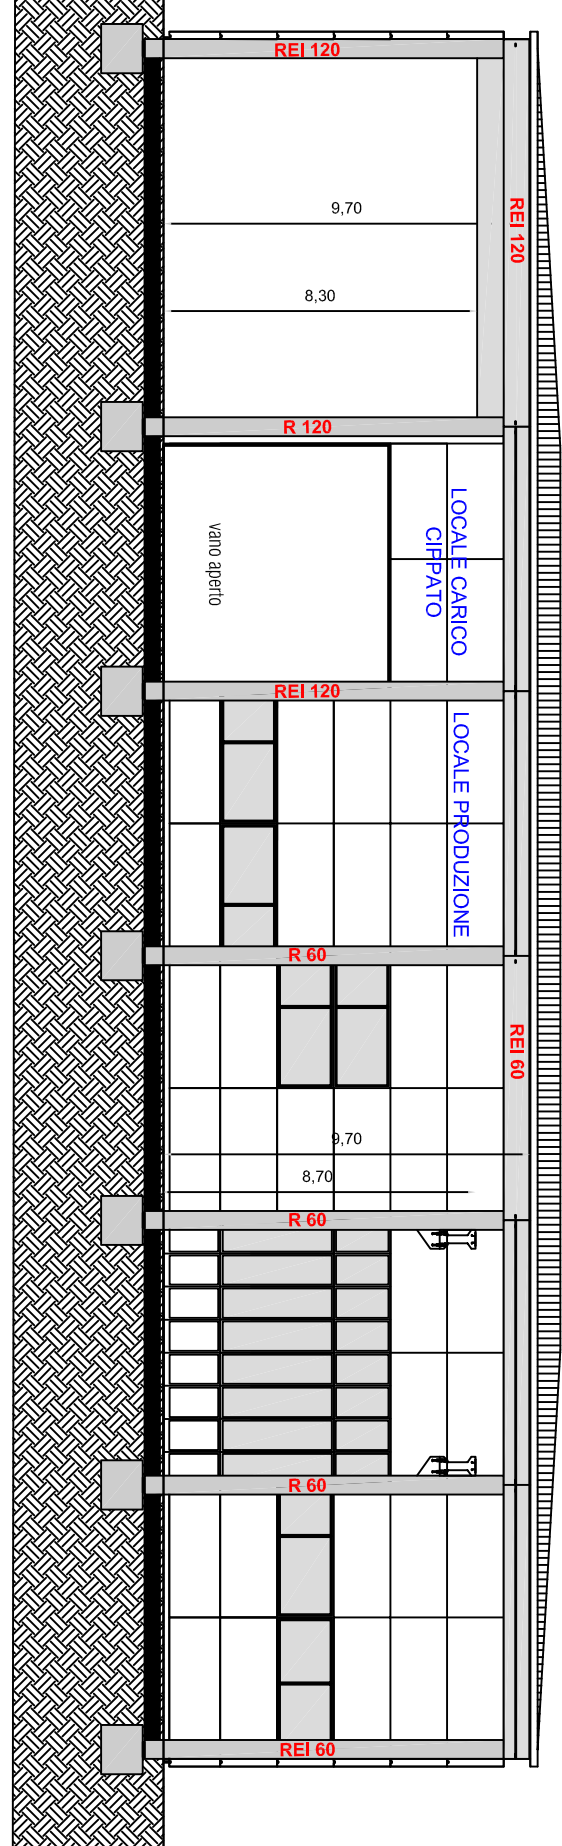 REI 120
REI 120
9,70
8,30
R 120
LOCALE CARICO
CIPPATO
vano aperto
REI 120
LOCALE PRODUZIONE
R 60
REI 60
9,70
8,70
R 60
R 60
REI 60